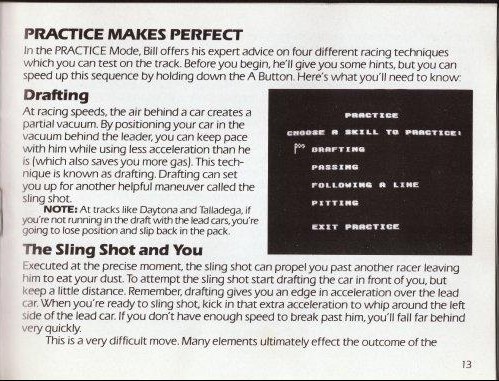 PRACTICE MAKES PERFECT
In the PRACTICE Mode, Bill offers his expert advice on four different racing techniques
which you can test on the track. Before you begin, he'll give you some hints, but you can
speed up this sequence by holding down the A Button. Here's what you'll need to know:
Drafting
At racing speeds, the air behind a car creates a
partial vacuum. By positioning your car in the
vacuum behind the leader, you can keep pace
with him while using less acceleration than he
is (which also saves you more gas). This tech-
nique is known as drafting. Drafting can set
you up for another helpful maneuver called the
sling shot.
NOTE: At tracks like Daytona and Talladega, if
you're not running in the draft with the lead cars, you're
going to lose position and slip back in the pack.
PRACTICE
CHOOSE A SKILL TO PRACTICE:
DRAFTING
PASSING
FOLLOWING A LINE
PITTING
EXIT PRACTICE
The Sling Shot and You
Executed at the precise moment, the sling shot can propel you past another racer leaving
him to eat your dust. To attempt the sling shot start drafting the car in front of you, but
keep a little distance. Remember, drafting gives you an edge in acceleration over the lead
car. When you're ready to sling shot, kick in that extra acceleration to whip around the left
side of the lead car. If you don't have enough speed to break past him, you'll fall far behind
very quickly.
This is a very difficult move. Many elements ultimately effect the outcome of the
13